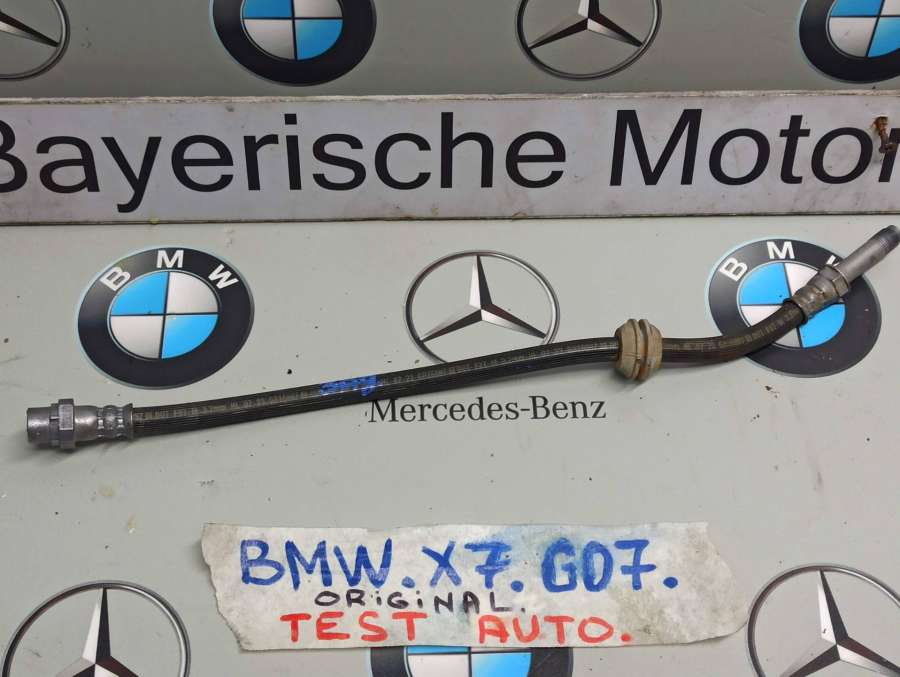 Bayerische Motor
BMW
BMW
Mercedes-Benz
BMW. X7. G07.
ORiGiNAL.
TEST AUTO.